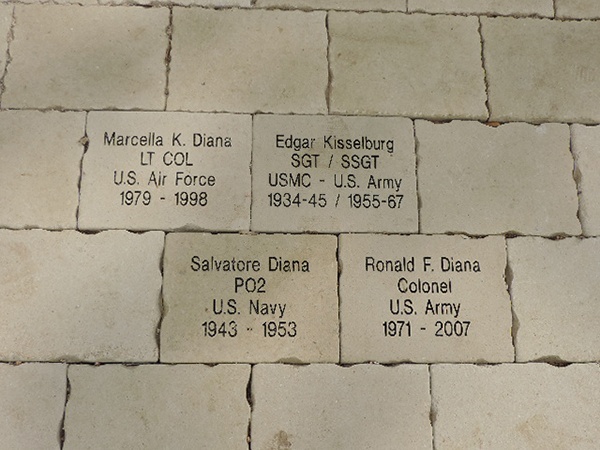 Marcella K. Diana
LT COL
U.S. Air Force
1979 - 1998
Edgar Kisselburg
SGT / SSGT
USMC - U.S. Army
1934-45 / 1955-67
Salvatore Diana
PO2
U.S. Navy
1943 - 1953
Ronald F. Diana
Colonel
U.S. Army
1971 - 2007